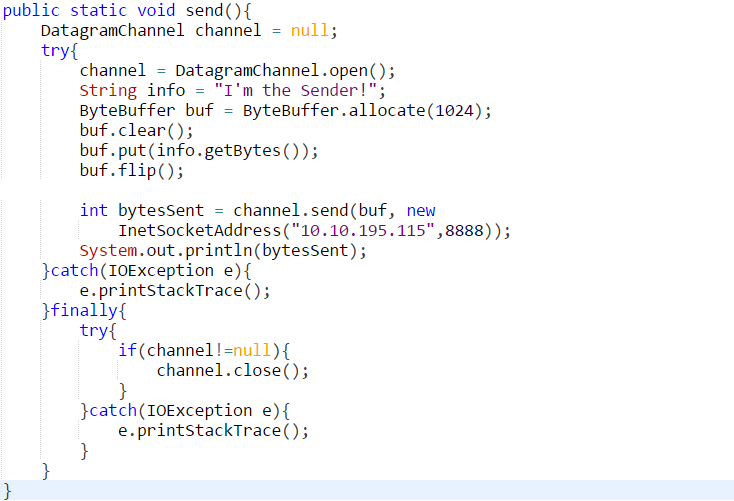 public static void send(){
    DatagramChannel channel = null;
    try{
        channel = DatagramChannel.open();
        String info = "I'm the Sender!";
        ByteBuffer buf = ByteBuffer.allocate(1024);
        buf.clear();
        buf.put(info.getBytes());
        buf.flip();

        int bytesSent = channel.send(buf, new
            InetSocketAddress("10.10.195.115",8888));
        System.out.println(bytesSent);
    }catch(IOException e){
        e.printStackTrace();
    }finally{
        try{
            if(channel!=null){
                channel.close();
            }
        }catch(IOException e){
            e.printStackTrace();
        }
    }
}